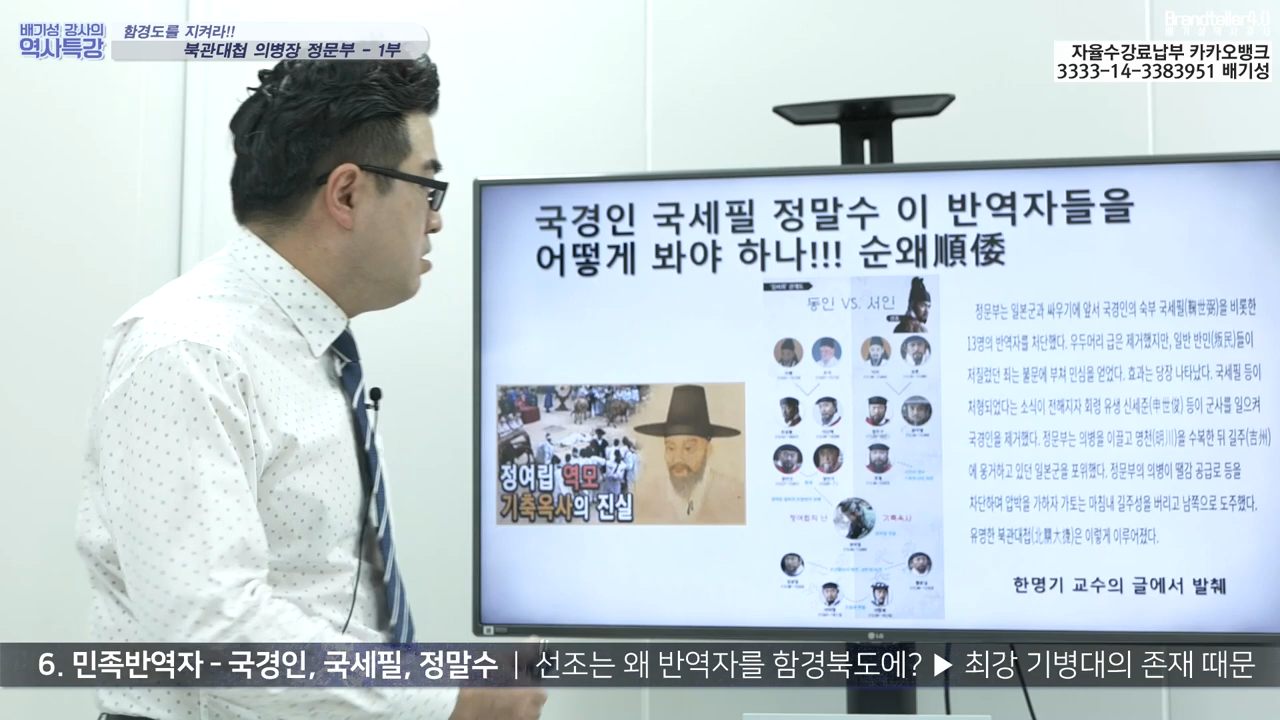 배기성 강사의
역사특강
함경도를 지켜라!!
북관대첩 의병장 정문부 - 1부
Brandteller4.0
자율수강료납부 카카오뱅크
3333-14-3383951 배기성
국경인 국세필 정말수 이 반역자들을
어떻게 봐야 하나!!! 순왜順倭
동인 VS. 서인
정여립 역모
기축옥사의 진실
정여립의 난
기축옥사
정문부는 일본군과 싸우기에 앞서 국경인의 숙부 국세필(鞠世弼)을 비롯한
13명의 반역자를 처단했다. 우두머리 급은 제거했지만, 일반 반민(叛民)들이
저질렀던 죄는 불문에 부쳐 인심을 얻었다. 효과는 당장 나타났다. 국세필 등이
처형되었다는 소식이 전해지자 회령 유생 신세준(申世俊) 등이 군사를 일으켜
국경인을 제거했다. 정문부는 의병을 이끌고 명천(明川)을 수복한 뒤 길주(吉州)
에 웅거하고 있던 일본군을 포위했다. 정문부의 의병이 땔감 공급로 등을
차단하며 압박을 가하자 가토는 마침내 길주성을 버리고 남쪽으로 도주했다.
유명한 북관대첩(北關大捷)은 이렇게 이루어졌다.
한명기 교수의 글에서 발췌
LG
6. 민족반역자 - 국경인, 국세필, 정말수 | 선조는 왜 반역자를 함경북도에? ▶ 최강 기병대의 존재 때문